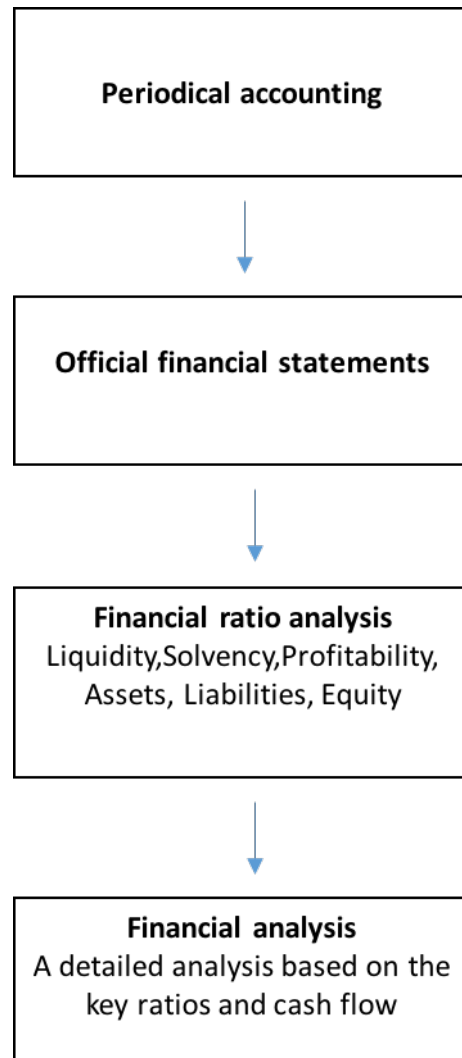 Periodical accounting
Official financial statements
Financial ratio analysis
Liquidity,Solvency,Profitability,
Assets, Liabilities, Equity
Financial analysis
A detailed analysis based on the
key ratios and cash flow